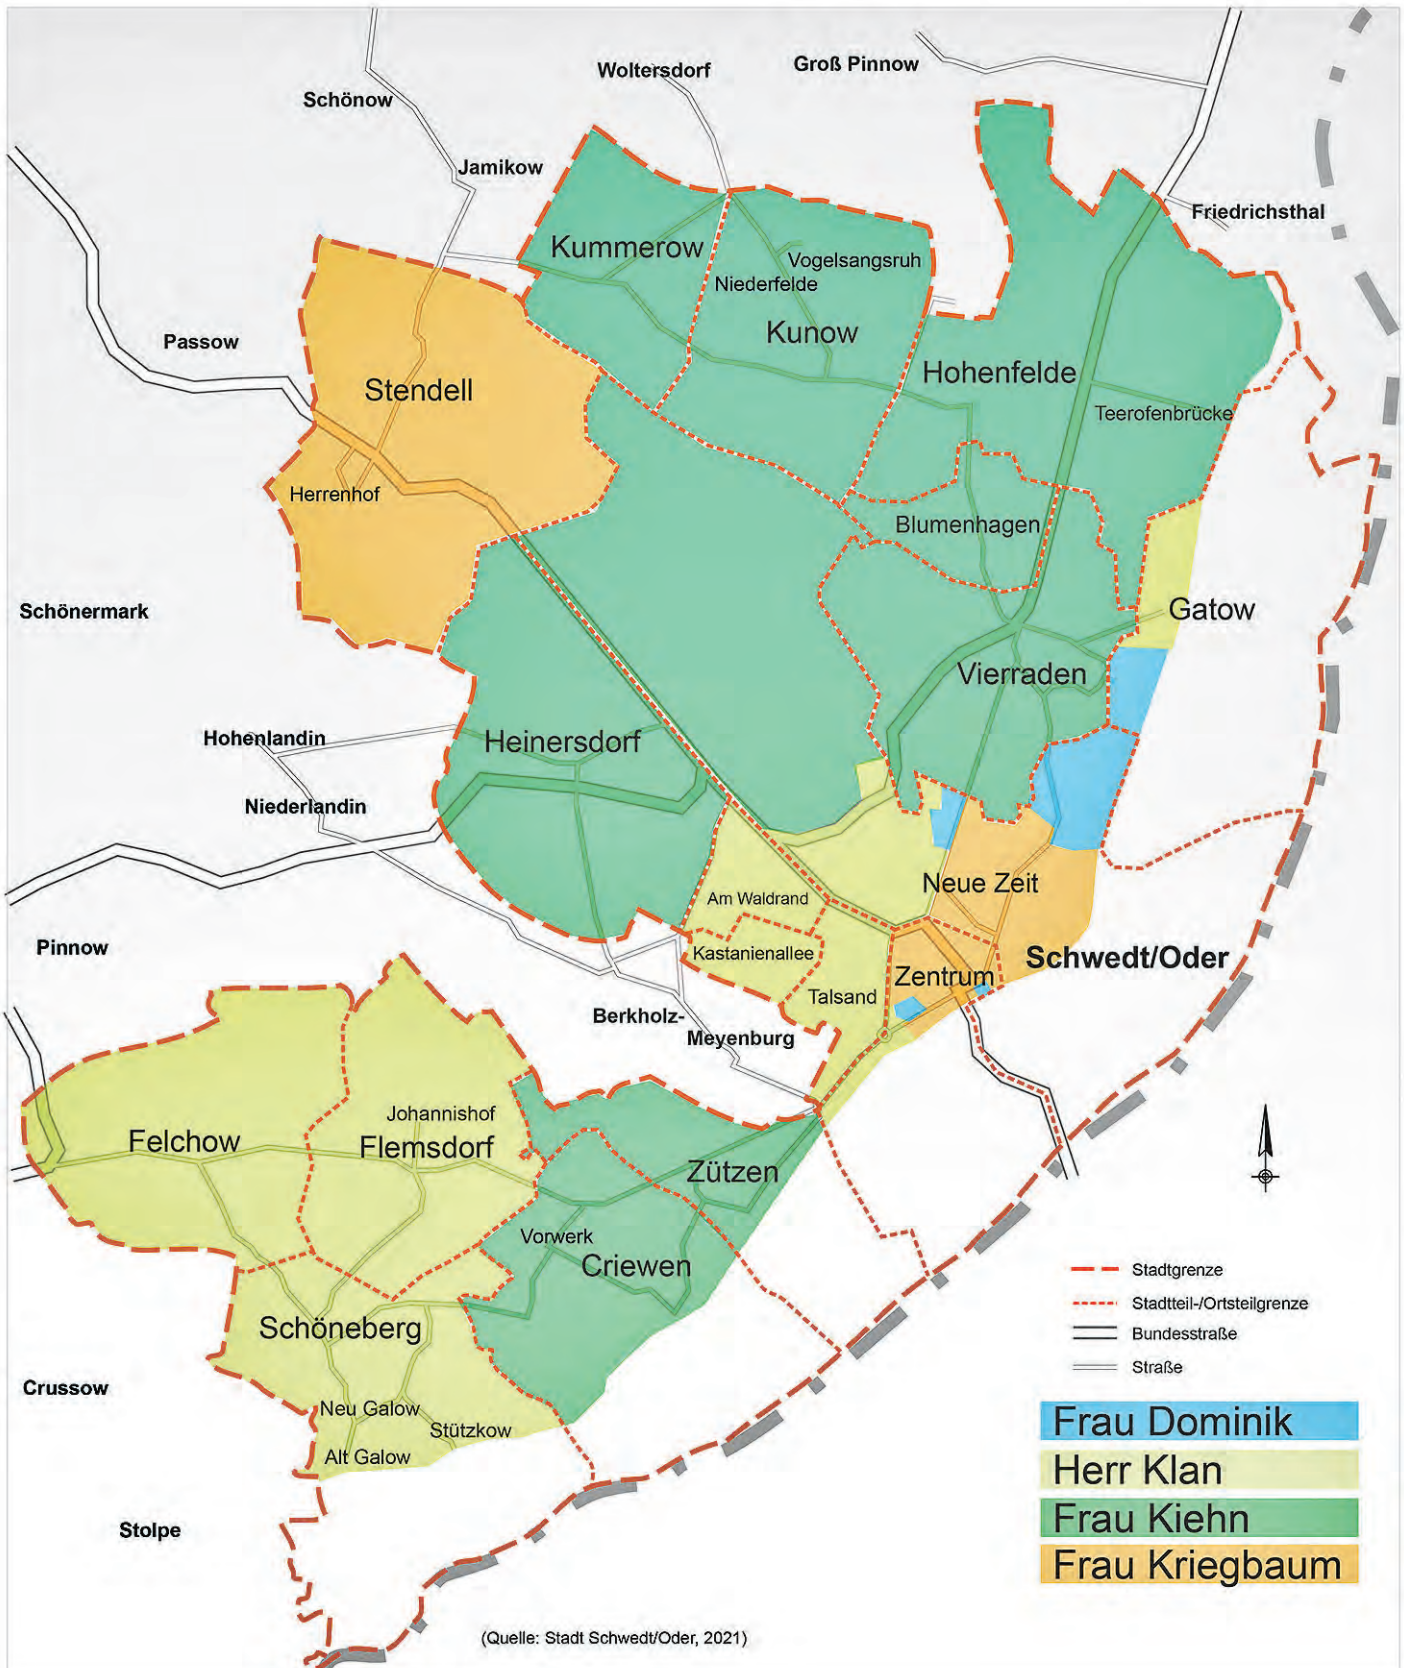 Woltersdorf
Groß Pinnow
Schönow
Jamikow
Friedrichsthal
Kummerow
Vogelsangsruh
Niederfelde
Kunow
Passow
Stendell
Hohenfelde
Teerofenbrücke
Herrenhof
Blumenhagen
Schönermark
Gatow
Vierraden
Hohenlandin
Heinersdorf
Niederlandin
Neue Zeit
Am Waldrand
Pinnow
Kastanienallee
Schwedt/Oder
Zentrum
Talsand
Berkholz-
Meyenburg
Johannishof
Felchow
Flemsdorf
Zützen
Vorwerk
Criewen
Schöneberg
Crussow
Neu Galow
Stützkow
Alt Galow
Stolpe
Stadtgrenze
Stadtteil-/Ortsteilgrenze
Bundesstraße
Straße
Frau Dominik
Herr Klan
Frau Kiehn
Frau Kriegbaum
(Quelle: Stadt Schwedt/Oder, 2021)